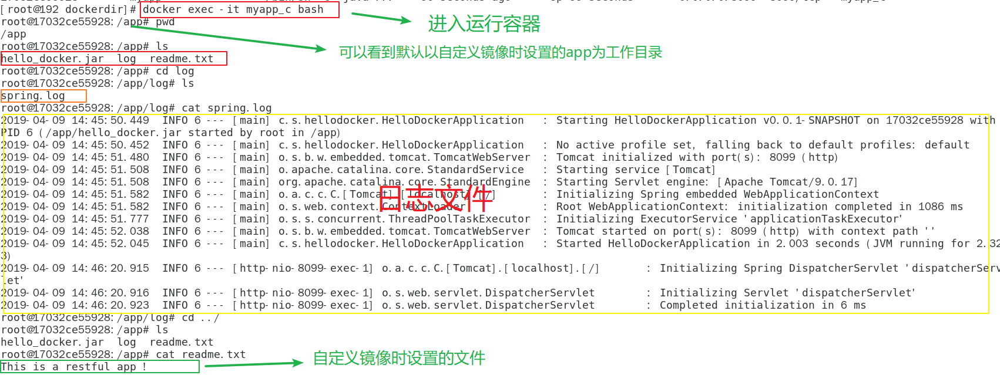 [root@192 dockerdir]# docker exec -it myapp_c bash
进入运行容器
root@17032ce55928:/app# pwd
/app
root@17032ce55928:/app# ls
可以看到默认以自定义镜像时设置的app为工作目录
hello_docker.jar  log  readme.txt
root@17032ce55928:/app# cd log
root@17032ce55928:/app/log# ls
spring.log
root@17032ce55928:/app/log# cat spring.log
2019-04-09 14:45:50.449  INFO 6 --- [main] c.s.hellodocker.HelloDockerApplication   : Starting HelloDockerApplication v0.0.1-SNAPSHOT on 17032ce55928 with
PID 6 (/app/hello_docker.jar started by root in /app)
2019-04-09 14:45:50.452  INFO 6 --- [main] c.s.hellodocker.HelloDockerApplication   : No active profile set, falling back to default profiles: default
2019-04-09 14:45:51.480  INFO 6 --- [main] o.s.b.w.embedded.tomcat.TomcatWebServer  : Tomcat initialized with port(s): 8099 (http)
2019-04-09 14:45:51.508  INFO 6 --- [main] o.apache.catalina.core.StandardService   : Starting service [Tomcat]
2019-04-09 14:45:51.508  INFO 6 --- [main] org.apache.catalina.core.StandardEngine  : Starting Servlet engine: [Apache Tomcat/9.0.17]
2019-04-09 14:45:51.582  INFO 6 --- [main] o.a.c.c.C.[Tomcat].[localhost].[/]       : Initializing Spring embedded WebApplicationContext
日志文件
2019-04-09 14:45:51.582  INFO 6 --- [main] o.s.web.context.ContextLoader            : Root WebApplicationContext: initialization completed in 1086 ms
2019-04-09 14:45:51.777  INFO 6 --- [main] o.s.s.concurrent.ThreadPoolTaskExecutor  : Initializing ExecutorService 'applicationTaskExecutor'
2019-04-09 14:45:52.038  INFO 6 --- [main] o.s.b.w.embedded.tomcat.TomcatWebServer  : Tomcat started on port(s): 8099 (http) with context path ''
2019-04-09 14:45:52.045  INFO 6 --- [main] c.s.hellodocker.HelloDockerApplication   : Started HelloDockerApplication in 2.003 seconds (JVM running for 2.32
3)
2019-04-09 14:46:20.915  INFO 6 --- [http-nio-8099-exec-1] o.a.c.c.C.[Tomcat].[localhost].[/]       : Initializing Spring DispatcherServlet 'dispatcherServ
let'
2019-04-09 14:46:20.916  INFO 6 --- [http-nio-8099-exec-1] o.s.web.servlet.DispatcherServlet        : Initializing Servlet 'dispatcherServlet'
2019-04-09 14:46:20.923  INFO 6 --- [http-nio-8099-exec-1] o.s.web.servlet.DispatcherServlet        : Completed initialization in 6 ms
root@17032ce55928:/app/log# cd ../
root@17032ce55928:/app# ls
hello_docker.jar  log  readme.txt
root@17032ce55928:/app# cat readme.txt
自定义镜像时设置的文件
This is a restful app !